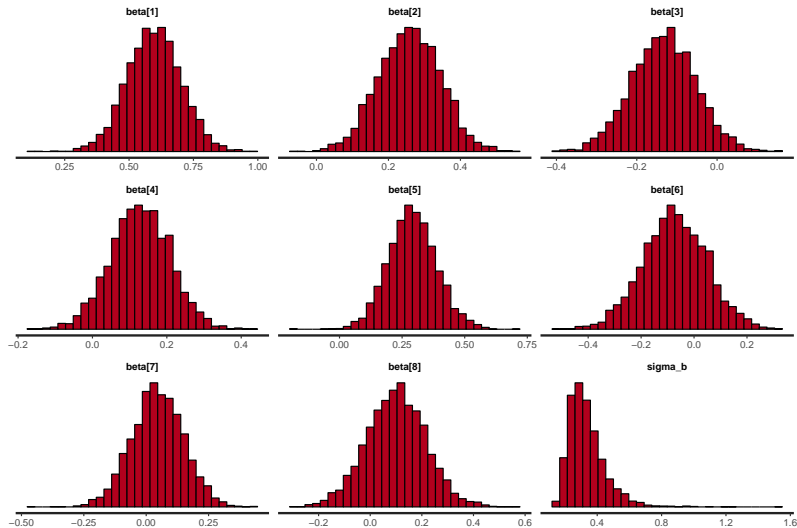 beta[1] beta[2] beta[3]
0.25 0.50 0.75 1.00 0.0 0.2 0.4 −0.4 −0.2 0.0
beta[4] beta[5] beta[6]
−0.2 0.0 0.2 0.4 0.00 0.25 0.50 0.75 −0.4 −0.2 0.0 0.2
beta[7] beta[8] sigma_b
−0.50 −0.25 0.00 0.25 −0.2 0.0 0.2 0.4 0.6 0.4 0.8 1.2 1.6